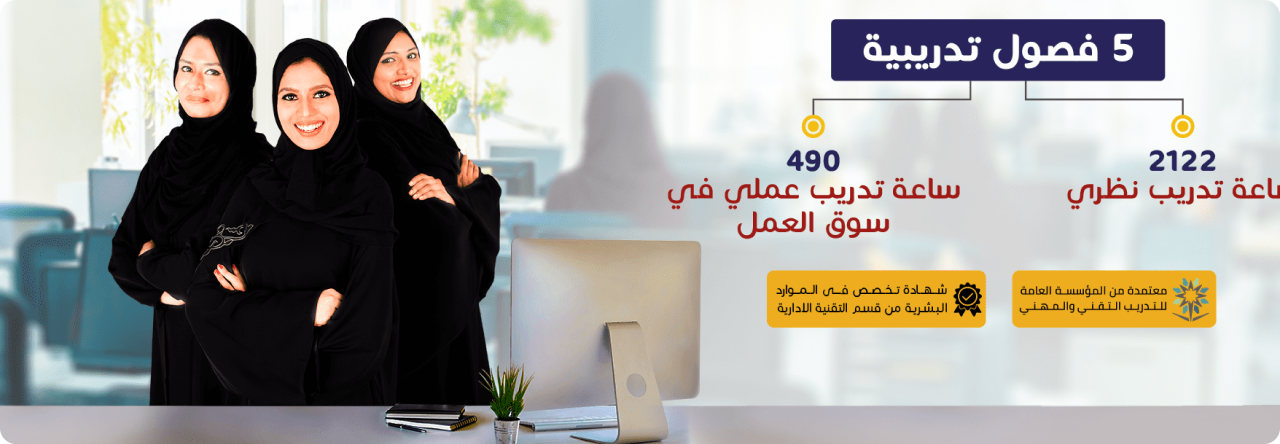 5 فصول تدريبية
2122
تدريب نظري
490
ساعة تدريب عملي في
سوق العمل
معتمدة من المؤسسة العامة
للتدريب التقني والمهني
شهادة تخصص في الموارد
البشرية من قسم التقنية الادارية